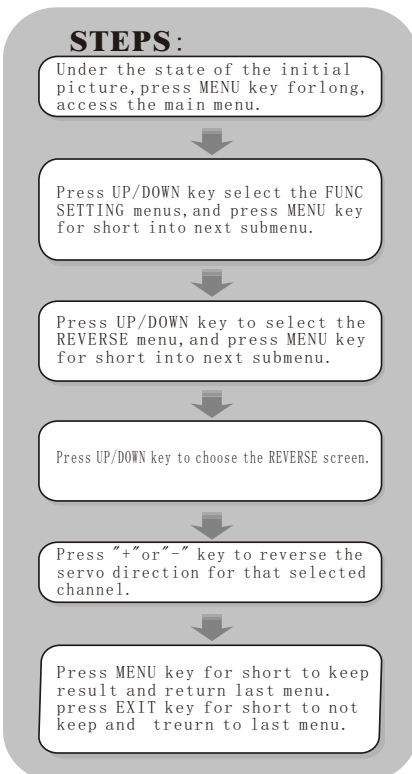 STEPS:
Under the state of the initial
picture,press MENU key forlong,
access the main menu.
Press UP/DOWN key select the FUNC
SETTING menus,and press MENU key
for short into next submenu.
Press UP/DOWN key to select the
REVERSE menu,and press MENU key
for short into next submenu.
Press UP/DOWN key to choose the REVERSE screen.
Press "+"or"-" key to reverse the
servo direction for that selected
channel.
Press MENU key for short to keep
result and return last menu.
press EXIT key for short to not
keep and treurn to last menu.